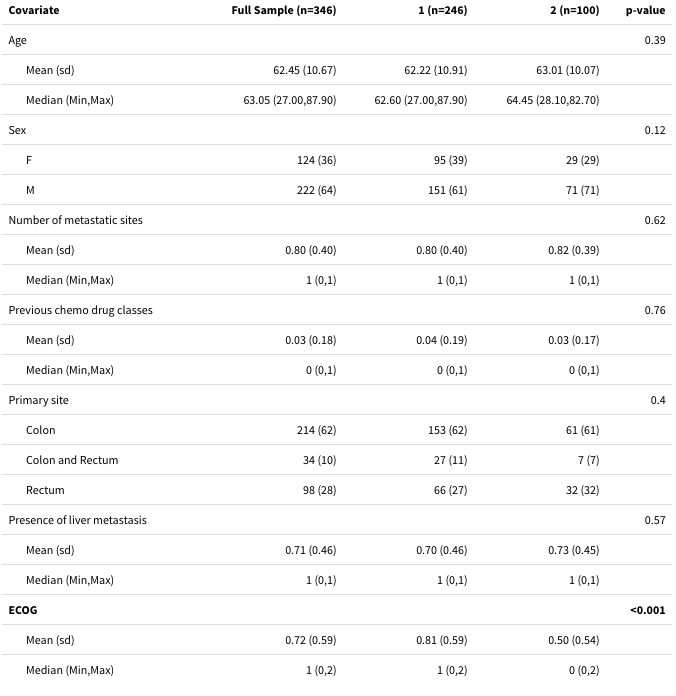 Covariate Full Sample (n=346) 1 (n=246) 2 (n=100) p-value
Age 0.39
Mean (sd) 62.45 (10.67) 62.22 (10.91) 63.01 (10.07)
Median (Min,Max) 63.05 (27.00,87.90) 62.60 (27.00,87.90) 64.45 (28.10,82.70)
Sex 0.12
F 124 (36) 95 (39) 29 (29)
M 222 (64) 151 (61) 71 (71)
Number of metastatic sites 0.62
Mean (sd) 0.80 (0.40) 0.80 (0.40) 0.82 (0.39)
Median (Min,Max) 1 (0,1) 1 (0,1) 1 (0,1)
Previous chemo drug classes 0.76
Mean (sd) 0.03 (0.18) 0.04 (0.19) 0.03 (0.17)
Median (Min,Max) 0 (0,1) 0 (0,1) 0 (0,1)
Primary site 0.4
Colon 214 (62) 153 (62) 61 (61)
Colon and Rectum 34 (10) 27 (11) 7 (7)
Rectum 98 (28) 66 (27) 32 (32)
Presence of liver metastasis 0.57
Mean (sd) 0.71 (0.46) 0.70 (0.46) 0.73 (0.45)
Median (Min,Max) 1 (0,1) 1 (0,1) 1 (0,1)
ECOG <0.001
Mean (sd) 0.72 (0.59) 0.81 (0.59) 0.50 (0.54)
Median (Min,Max) 1 (0,2) 1 (0,2) 0 (0,2)